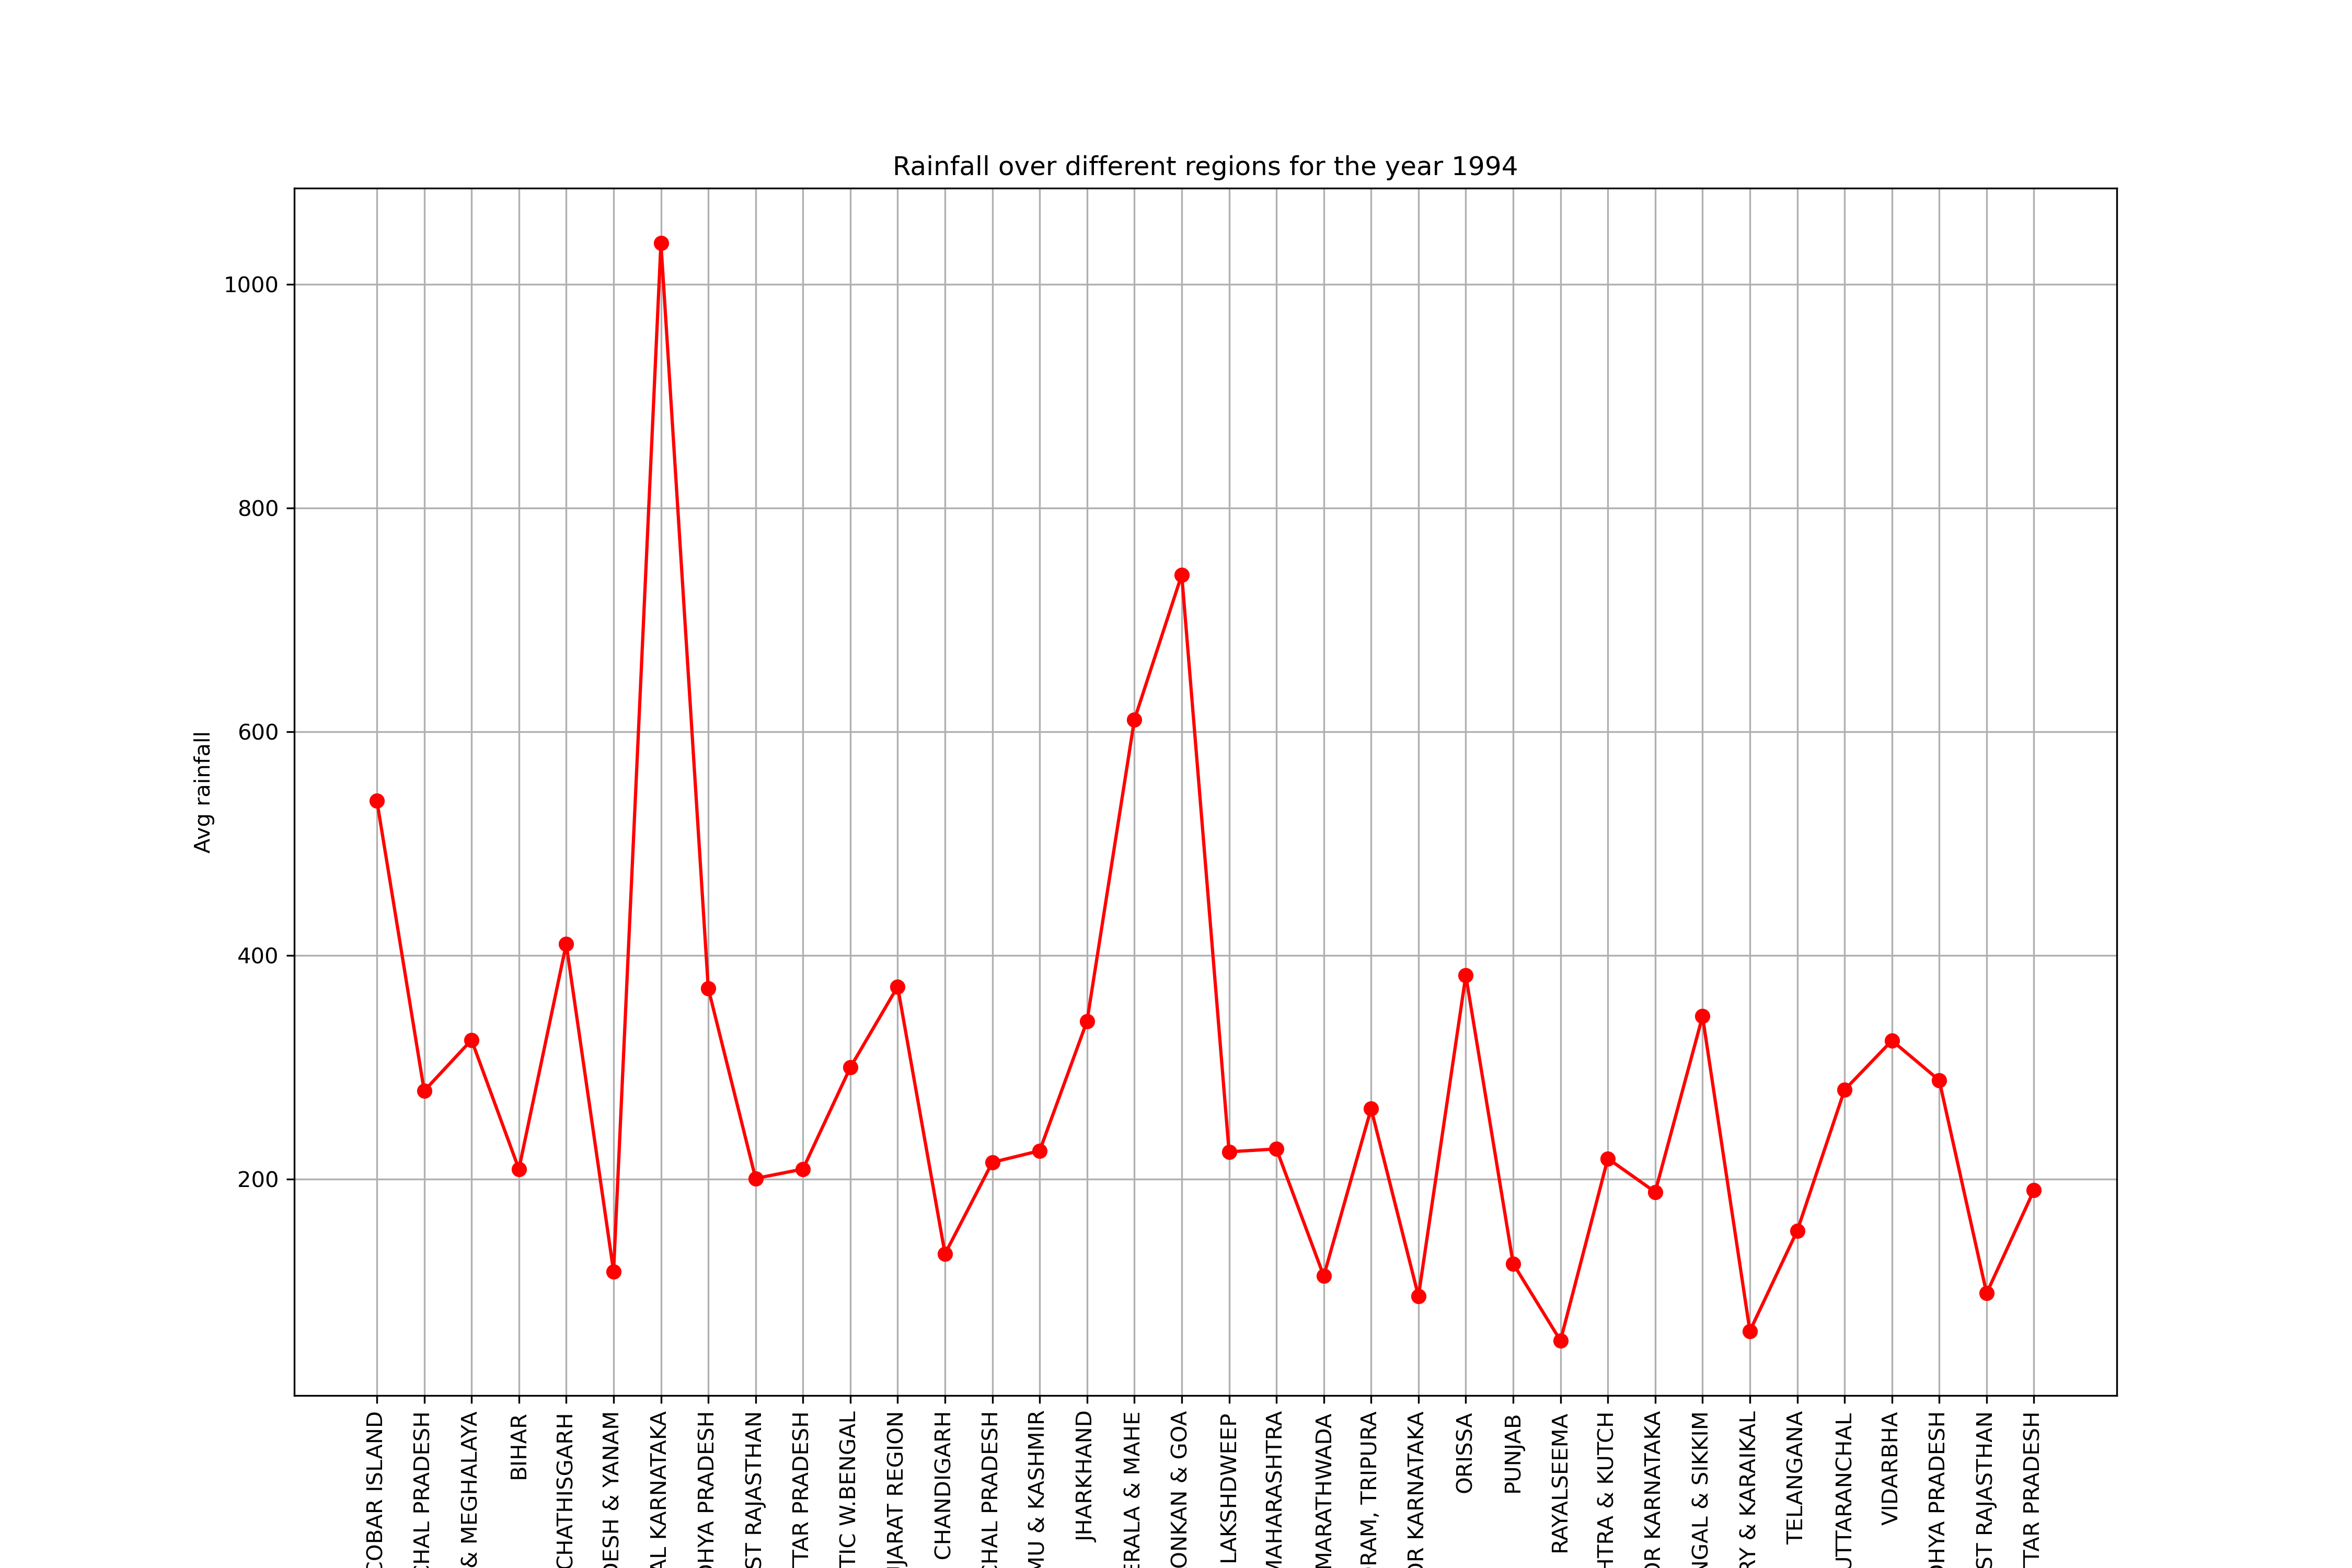 Rainfall over different regions for the year 1994
Avg rainfall
1000
800
600
400
200
COBAR ISLAND
CHAL PRADESH
& MEGHALAYA
BIHAR
CHATHISGARH
DESH & YANAM
AL KARNATAKA
DHYA PRADESH
ST RAJASTHAN
TTAR PRADESH
TIC W.BENGAL
JARAT REGION
CHANDIGARH
CHAL PRADESH
MU & KASHMIR
JHARKHAND
ERALA & MAHE
ONKAN & GOA
LAKSHDWEEP
MAHARASHTRA
MARATHWADA
RAM, TRIPURA
OR KARNATAKA
ORISSA
PUNJAB
RAYALSEEMA
HTRA & KUTCH
OR KARNATAKA
NGAL & SIKKIM
RY & KARAIKAL
TELANGANA
UTTARANCHAL
VIDARBHA
DHYA PRADESH
ST RAJASTHAN
TTAR PRADESH